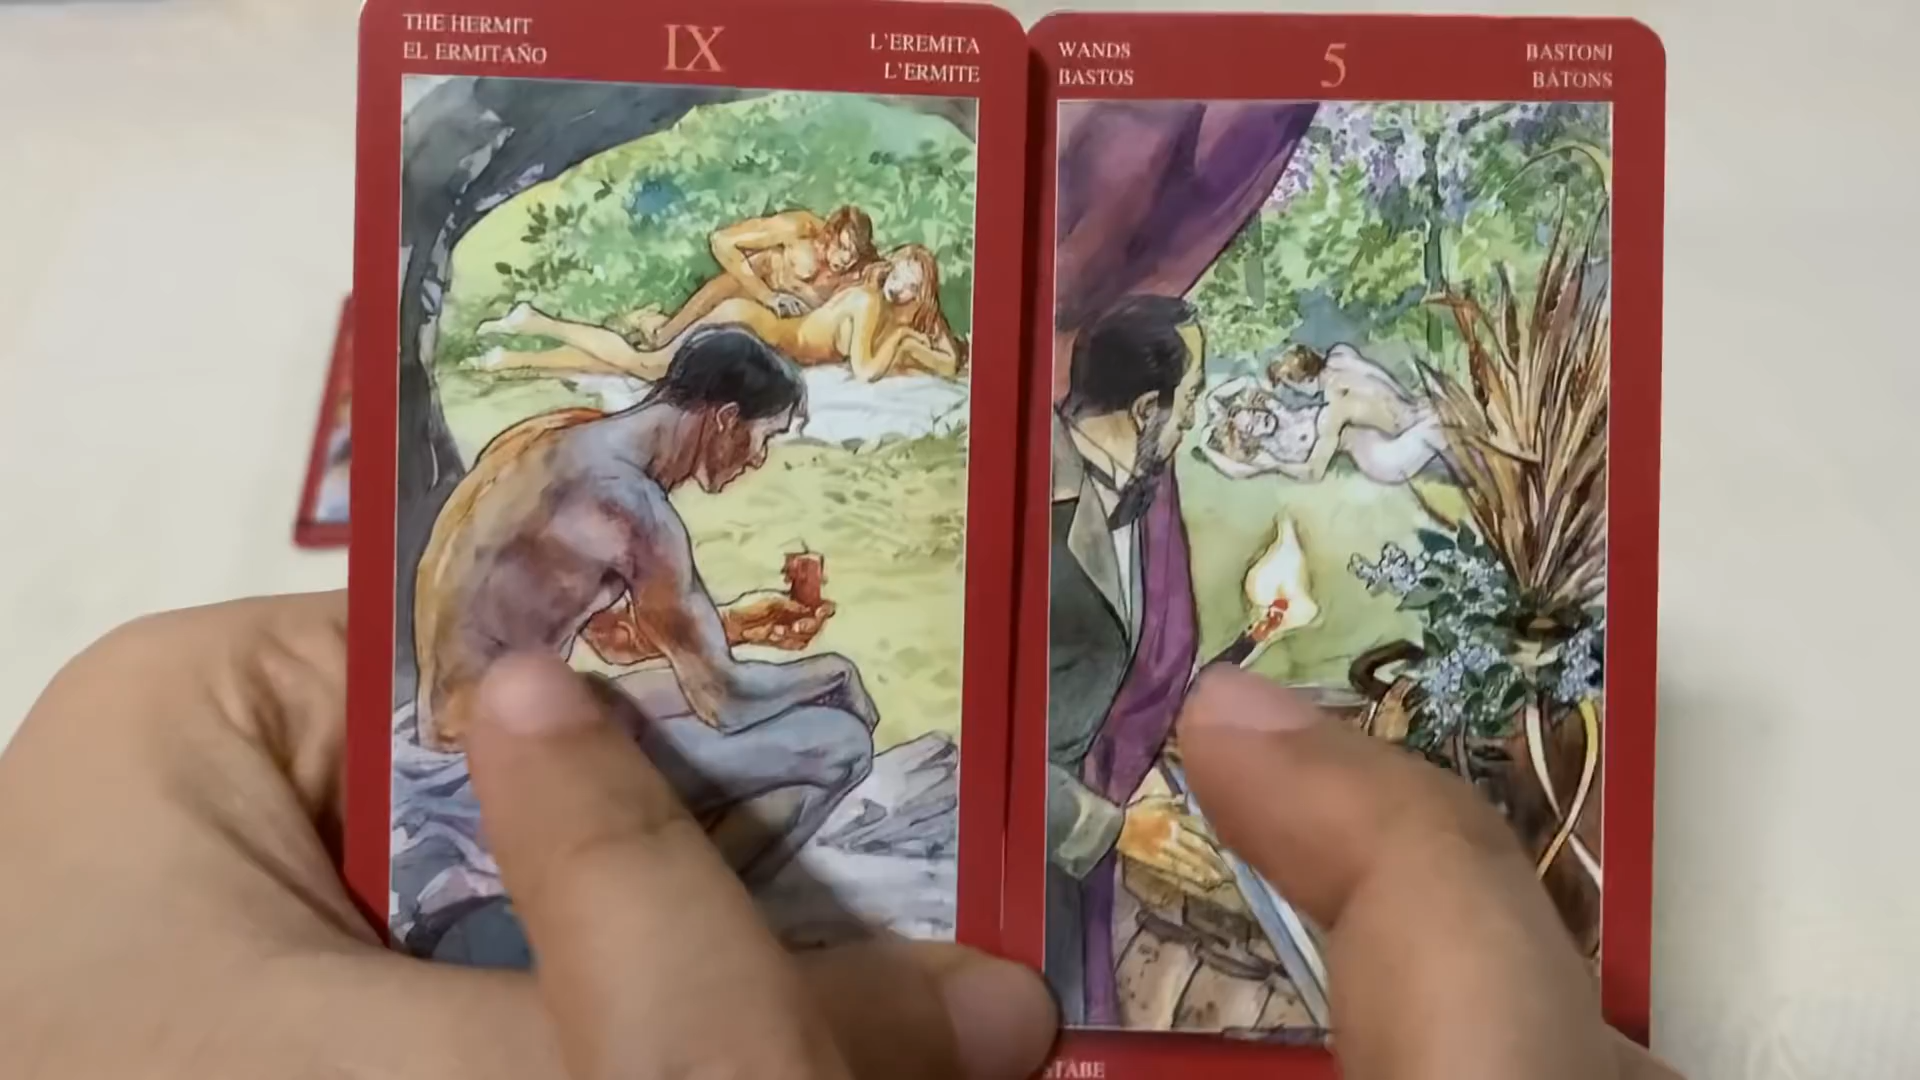 THE HERMIT
EL ERMITAÑO
IX
L'EREMITA
L'ERMITE
WANDS
BASTOS
5
BASTONI
BÂTONS